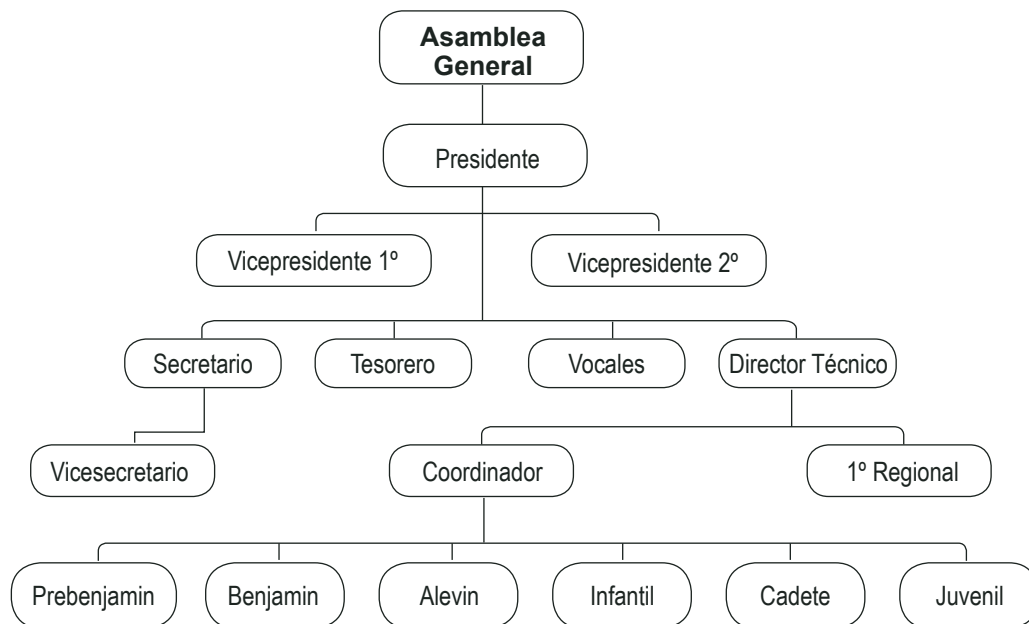 Asamblea
General
Presidente
Vicepresidente 1º
Vicepresidente 2º
Secretario
Tesorero
Vocales
Director Técnico
Vicesecretario
Coordinador
1º Regional
Prebenjamin
Benjamin
Alevin
Infantil
Cadete
Juvenil